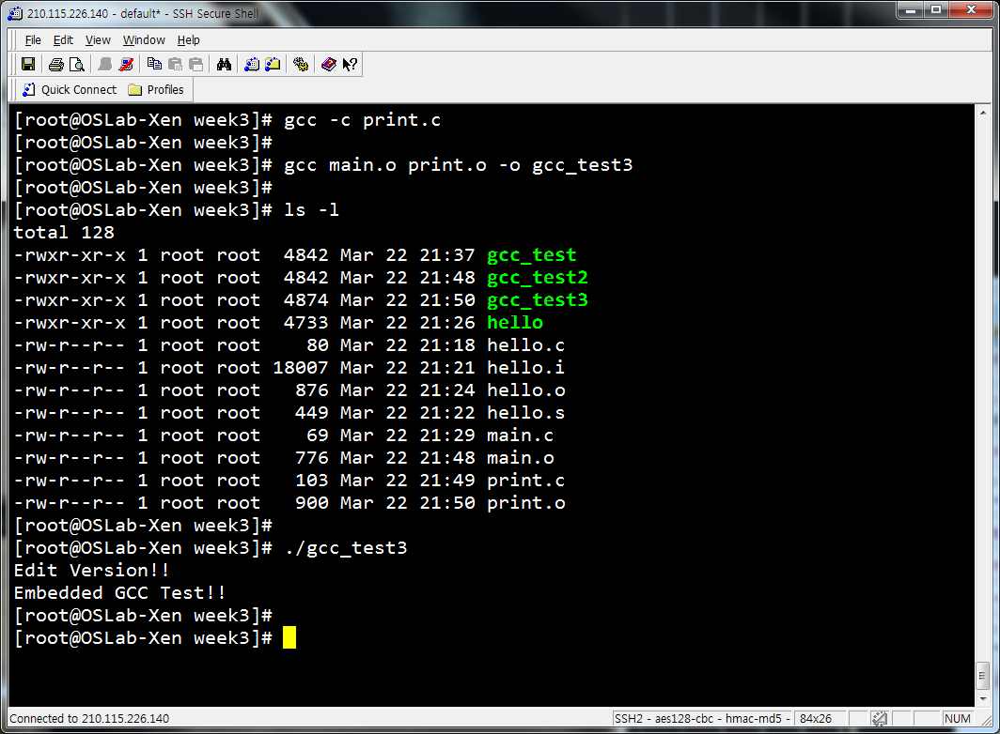 210.115.226.140 - default* - SSH Secure Shell
File Edit View Window Help
Quick Connect Profiles
[root@OSLab-Xen week3]# gcc -c print.c
[root@OSLab-Xen week3]#
[root@OSLab-Xen week3]# gcc main.o print.o -o gcc_test3
[root@OSLab-Xen week3]#
[root@OSLab-Xen week3]# ls -l
total 128
-rwxr-xr-x 1 root root  4842 Mar 22 21:37 gcc_test
-rwxr-xr-x 1 root root  4842 Mar 22 21:48 gcc_test2
-rwxr-xr-x 1 root root  4874 Mar 22 21:50 gcc_test3
-rwxr-xr-x 1 root root  4733 Mar 22 21:26 hello
-rw-r--r-- 1 root root    80 Mar 22 21:18 hello.c
-rw-r--r-- 1 root root 18007 Mar 22 21:21 hello.i
-rw-r--r-- 1 root root   876 Mar 22 21:24 hello.o
-rw-r--r-- 1 root root   449 Mar 22 21:22 hello.s
-rw-r--r-- 1 root root    69 Mar 22 21:29 main.c
-rw-r--r-- 1 root root   776 Mar 22 21:48 main.o
-rw-r--r-- 1 root root   103 Mar 22 21:49 print.c
-rw-r--r-- 1 root root   900 Mar 22 21:50 print.o
[root@OSLab-Xen week3]#
[root@OSLab-Xen week3]# ./gcc_test3
Edit Version!!
Embedded GCC Test!!
[root@OSLab-Xen week3]#
[root@OSLab-Xen week3]#
Connected to 210.115.226.140 SSH2 - aes128-cbc - hmac-md5 - 84x26 NUM